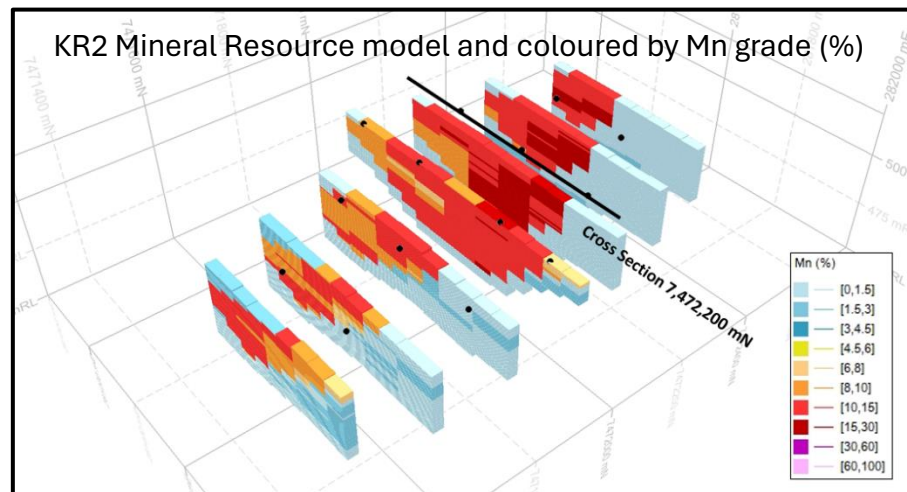 KR2 Mineral Resource model and coloured by Mn grade (%)
7471400 mN
282000 mE
500
475 mRL
Cross Section 7,472,200 mN
Mn (%)
[0,1.5]
[1.5,3]
[3,4.5]
[4.5,6]
[6,8]
[8,10]
[10,15]
[15,30]
[30,60]
[60,100]